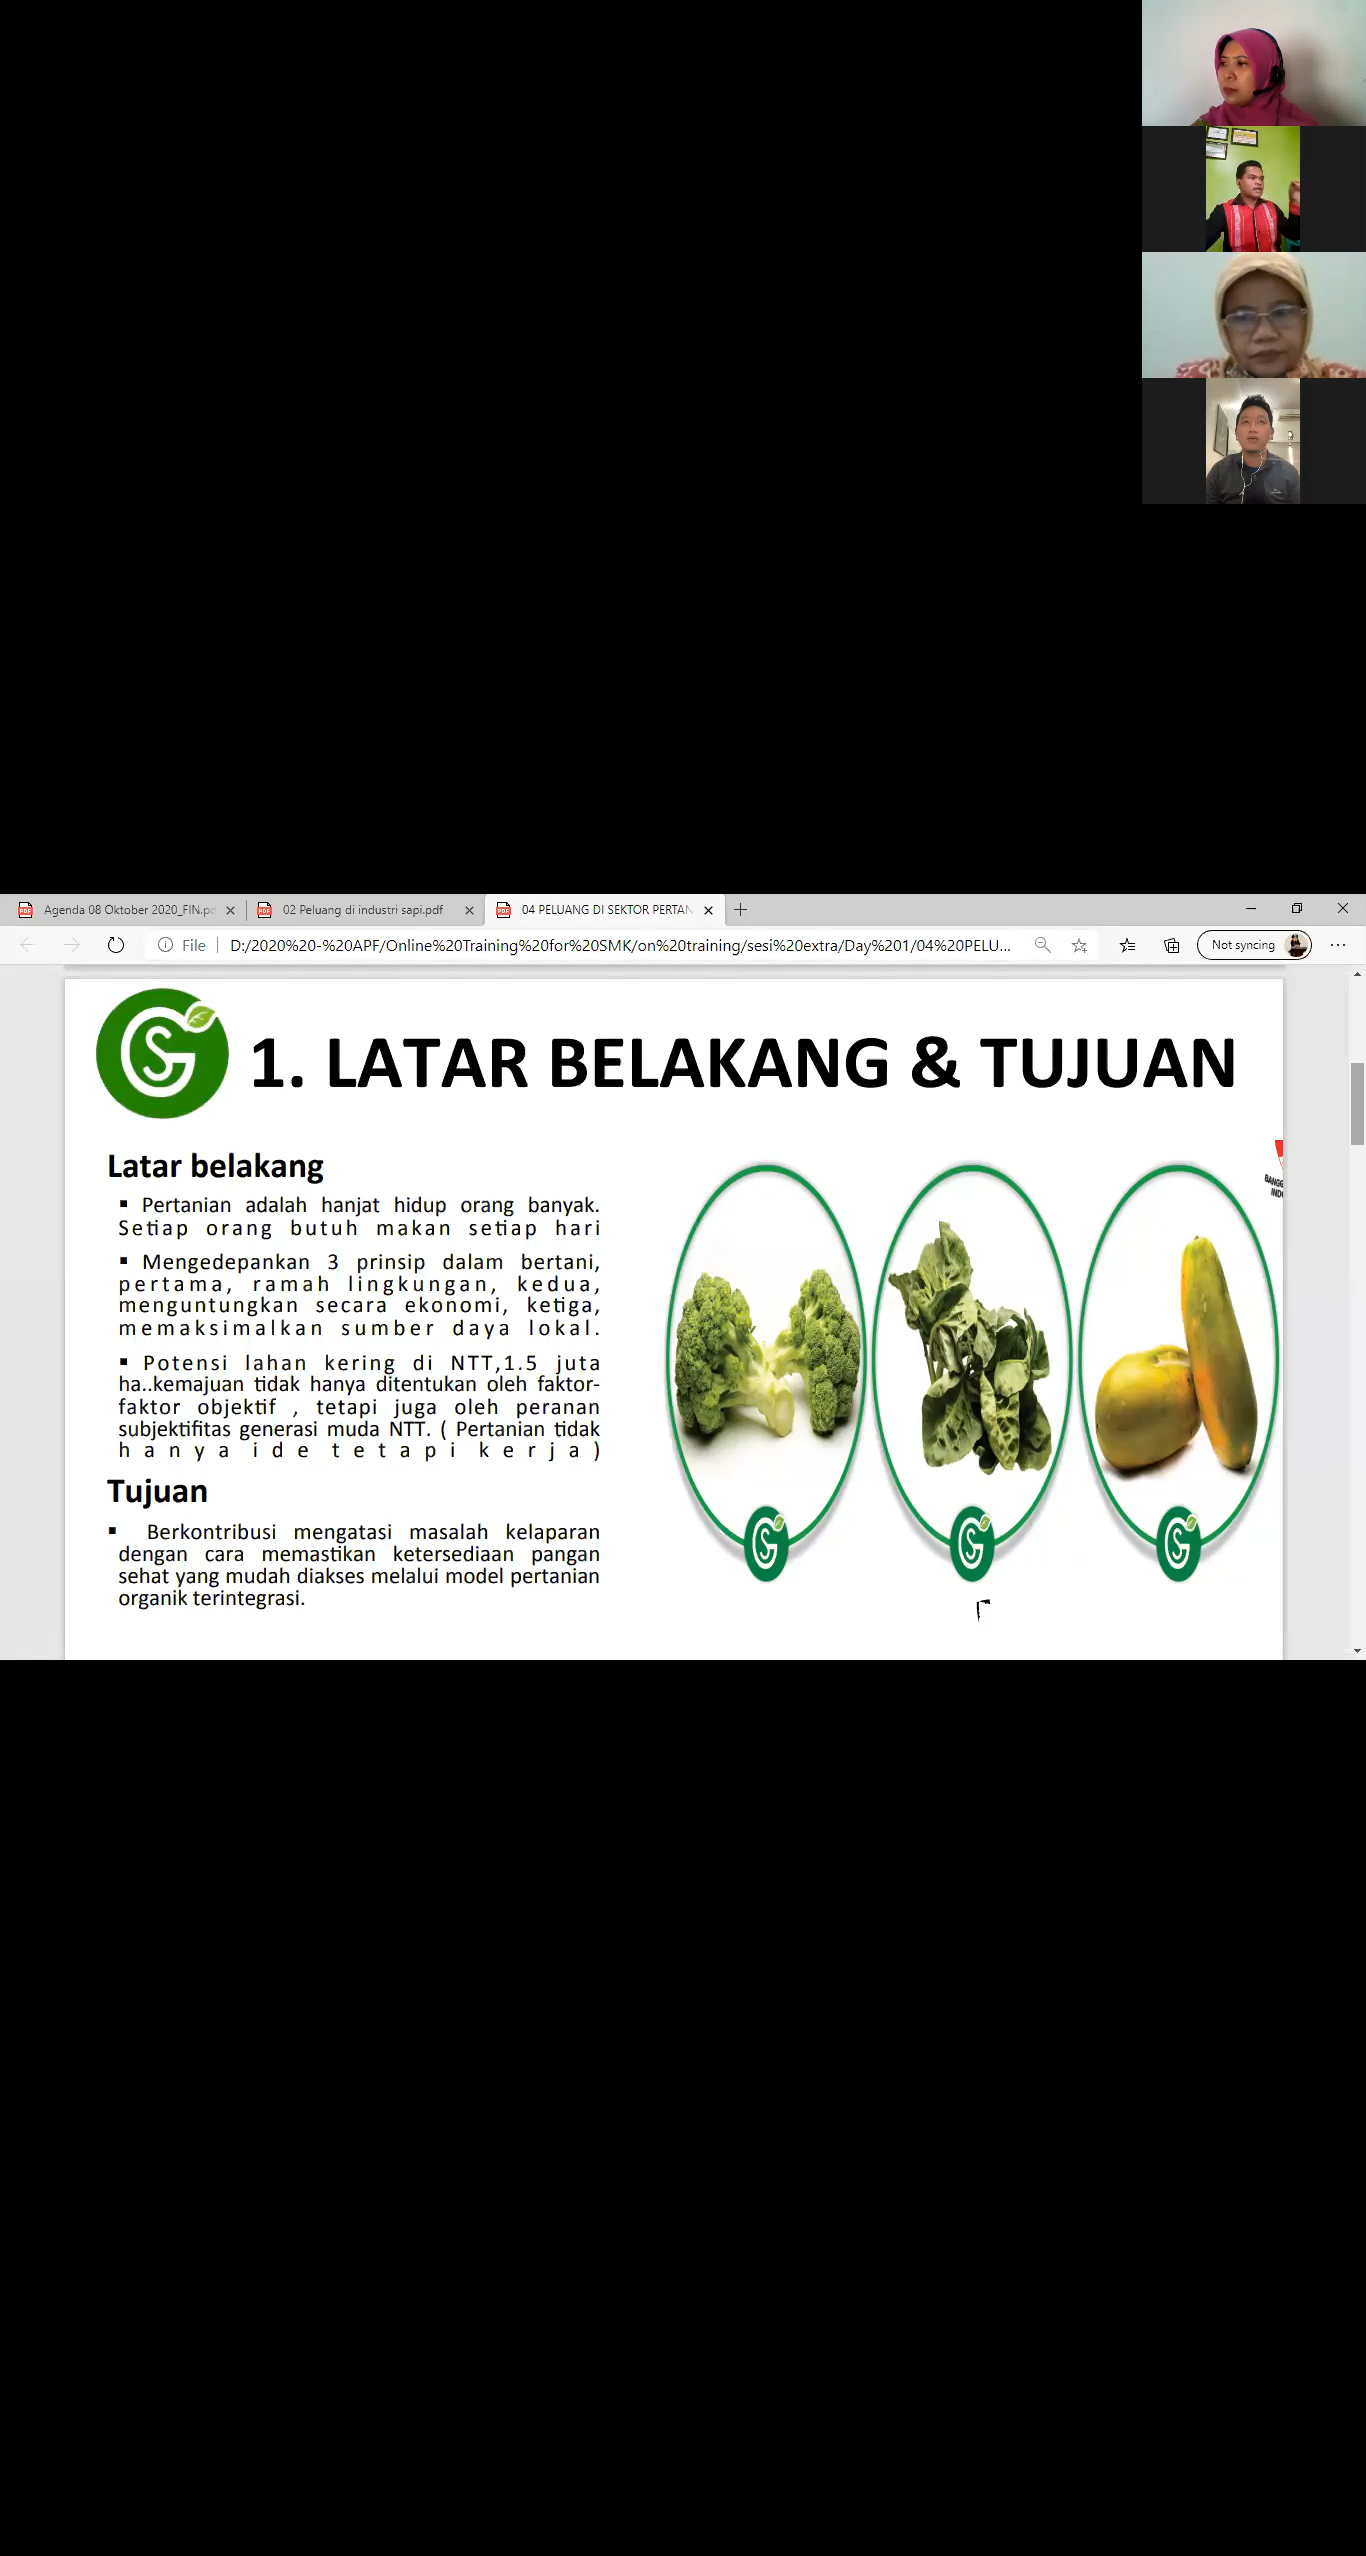 Agenda 08 Oktober 2020_FIN.pd
02 Peluang di industri sapi.pdf
04 PELUANG DI SEKTOR PERTAN
File
D:/2020%20-%20APF/Online%20Training%20for%20SMK/on%20training/sesi%20extra/Day%201/04%20PELU...
Not syncing
1. LATAR BELAKANG & TUJUAN
Latar belakang
▪ Pertanian adalah hanjat hidup orang banyak.
Setiap orang butuh makan setiap hari
▪ Mengedepankan 3 prinsip dalam bertani,
pertama, ramah lingkungan, kedua,
menguntungkan secara ekonomi, ketiga,
memaksimalkan sumber daya lokal.
▪ Potensi lahan kering di NTT,1.5 juta
ha..kemajuan tidak hanya ditentukan oleh faktor-
faktor objektif , tetapi juga oleh peranan
subjektifitas generasi muda NTT. ( Pertanian tidak
hanya ide tetapi kerja)
Tujuan
▪ Berkontribusi mengatasi masalah kelaparan
dengan cara memastikan ketersediaan pangan
sehat yang mudah diakses melalui model pertanian
organik terintegrasi.